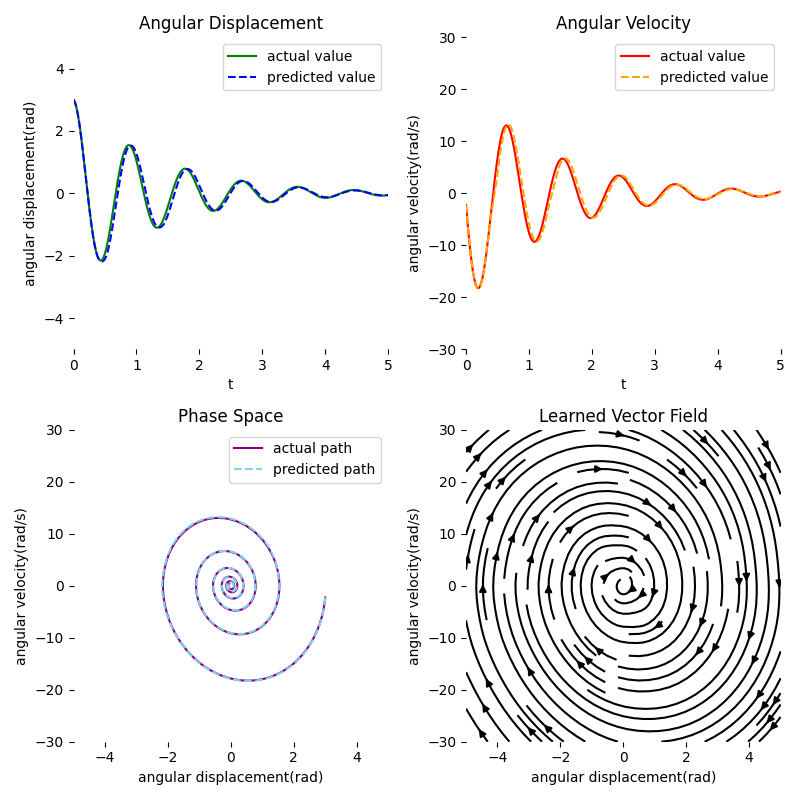 Angular Displacement
angular displacement(rad)
4
2
0
−2
−4
actual value
predicted value
0 1 2 3 4 5
t
Angular Velocity
angular velocity(rad/s)
30
20
10
0
−10
−20
−30
actual value
predicted value
0 1 2 3 4 5
t
Phase Space
angular velocity(rad/s)
30
20
10
0
−10
−20
−30
actual path
predicted path
−4 −2 0 2 4
angular displacement(rad)
Learned Vector Field
angular velocity(rad/s)
30
20
10
0
−10
−20
−30
−4 −2 0 2 4
angular displacement(rad)